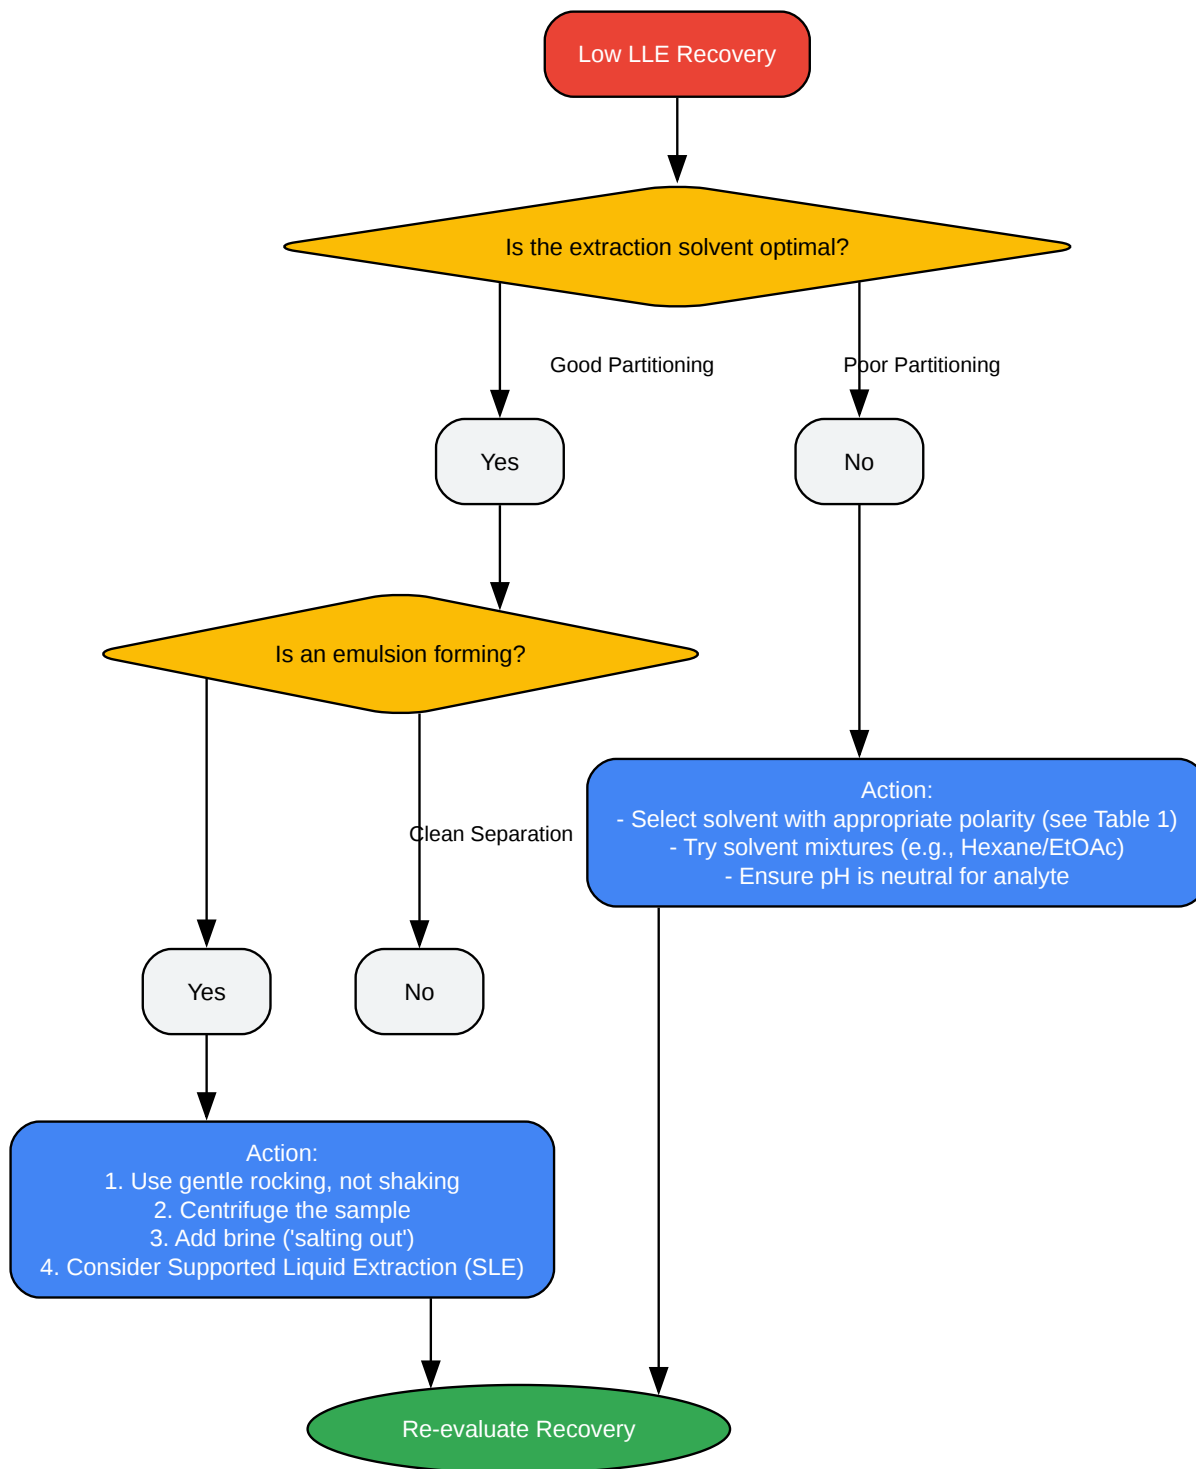 Low LLE Recovery
Is the extraction solvent optimal?
Good Partitioning
Poor Partitioning
Yes
No
Is an emulsion forming?
Action:
- Select solvent with appropriate polarity (see Table 1)
- Try solvent mixtures (e.g., Hexane/EtOAc)
- Ensure pH is neutral for analyte
Clean Separation
Yes
No
Action:
1. Use gentle rocking, not shaking
2. Centrifuge the sample
3. Add brine ('salting out')
4. Consider Supported Liquid Extraction (SLE)
Re-evaluate Recovery